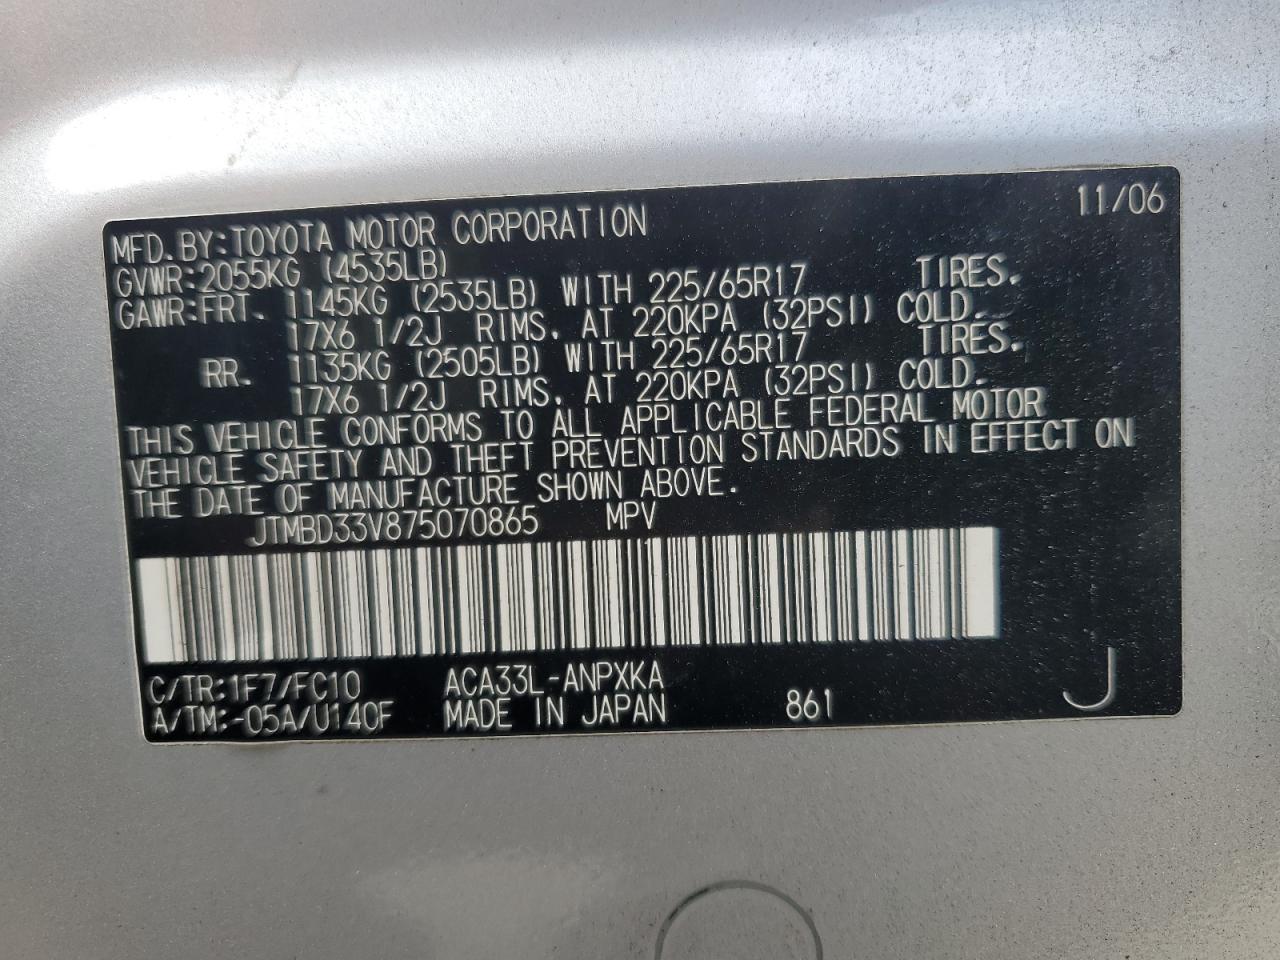 11/06
MFD.BY:TOYOTA MOTOR CORPORATION
GVWR:2055KG (4535LB)
GAWR:FRT. 1145KG (2535LB) WITH 225/65R17 TIRES.
17X6 1/2J RIMS. AT 220KPA (32PSI) COLD.
RR. 1135KG (2505LB) WITH 225/65R17 TIRES.
17X6 1/2J RIMS. AT 220KPA (32PSI) COLD.
THIS VEHICLE CONFORMS TO ALL APPLICABLE FEDERAL MOTOR
VEHICLE SAFETY AND THEFT PREVENTION STANDARDS IN EFFECT ON
THE DATE OF MANUFACTURE SHOWN ABOVE.
JTMBD33V875070865 MPV
C/TR:1F7/FC10 ACA33L-ANPXKA
A/TM:-05A/U140F MADE IN JAPAN 861 J